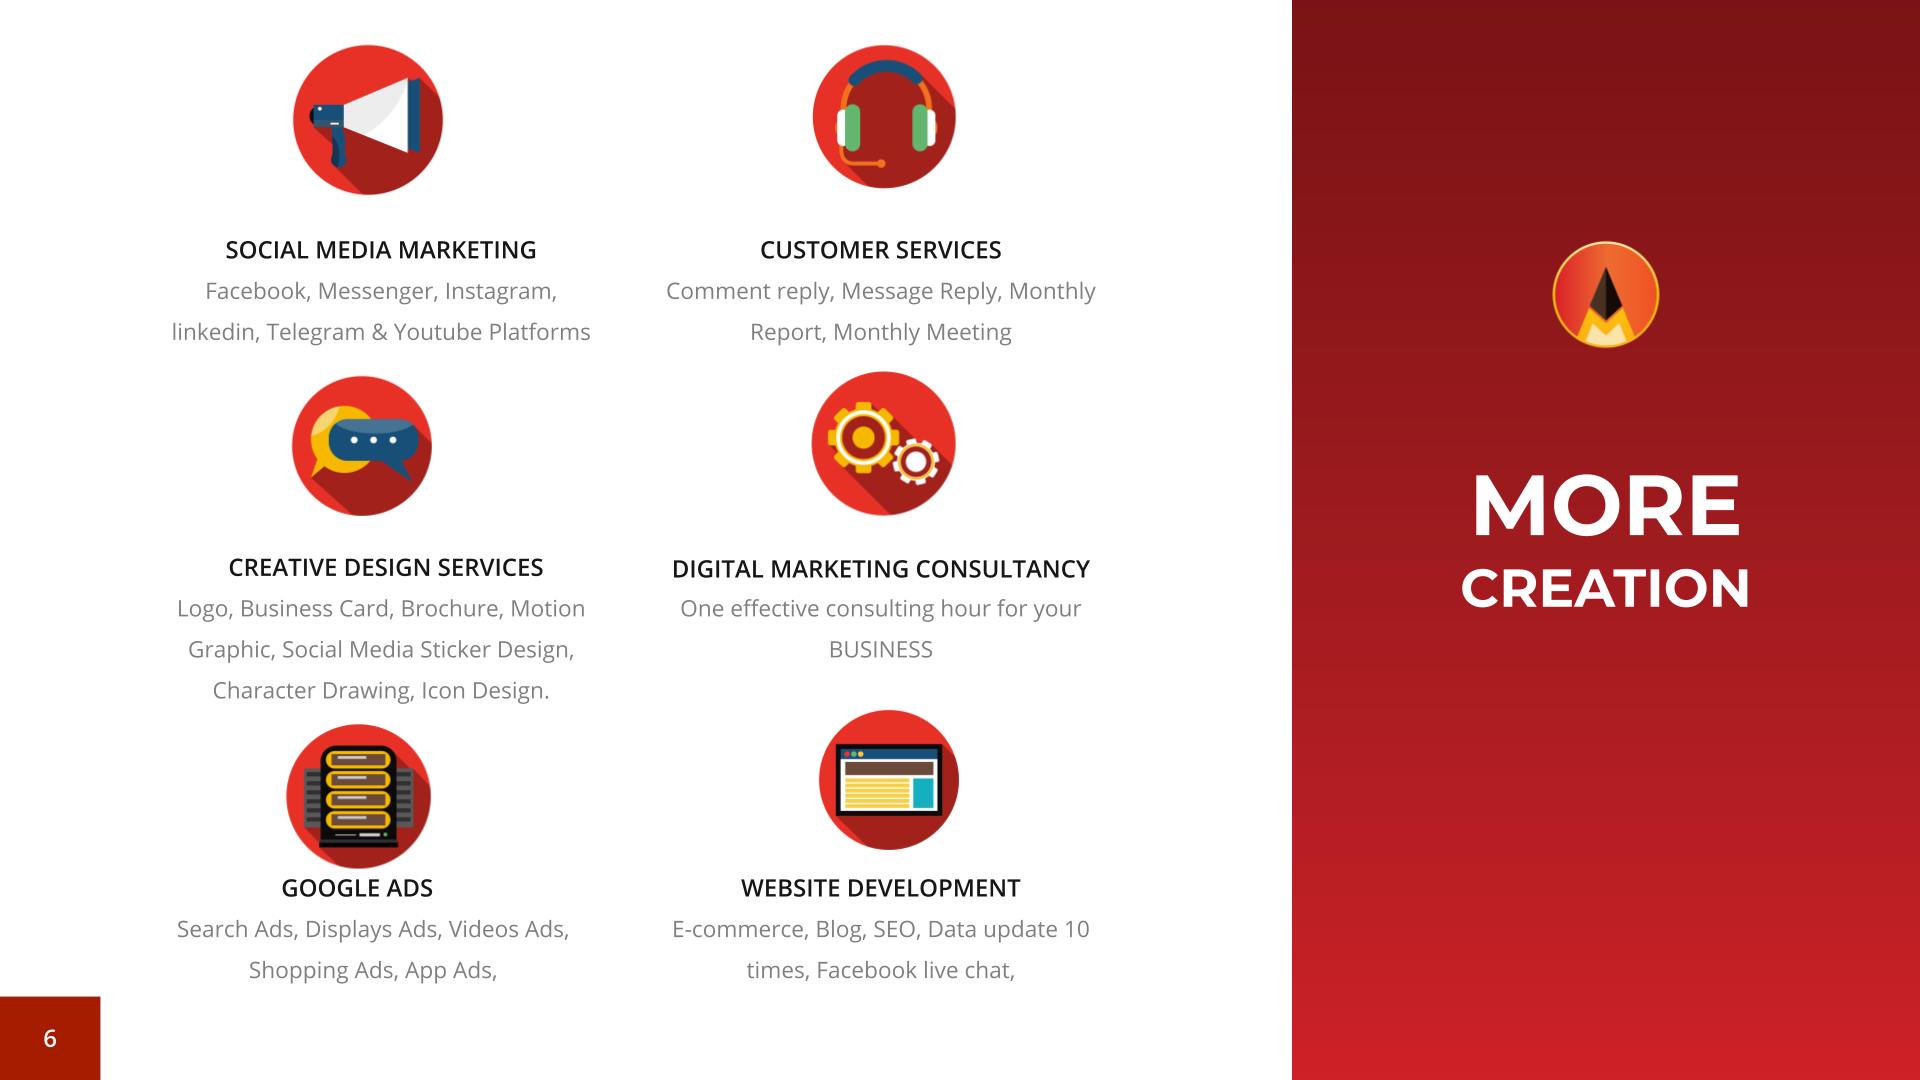 SOCIAL MEDIA MARKETING
Facebook, Messenger, Instagram,
linkedin, Telegram & Youtube Platforms
CUSTOMER SERVICES
Comment reply, Message Reply, Monthly
Report, Monthly Meeting
CREATIVE DESIGN SERVICES
Logo, Business Card, Brochure, Motion
Graphic, Social Media Sticker Design,
Character Drawing, Icon Design.
DIGITAL MARKETING CONSULTANCY
One effective consulting hour for your
BUSINESS
GOOGLE ADS
Search Ads, Displays Ads, Videos Ads,
Shopping Ads, App Ads,
WEBSITE DEVELOPMENT
E-commerce, Blog, SEO, Data update 10
times, Facebook live chat,
MORE
CREATION
6